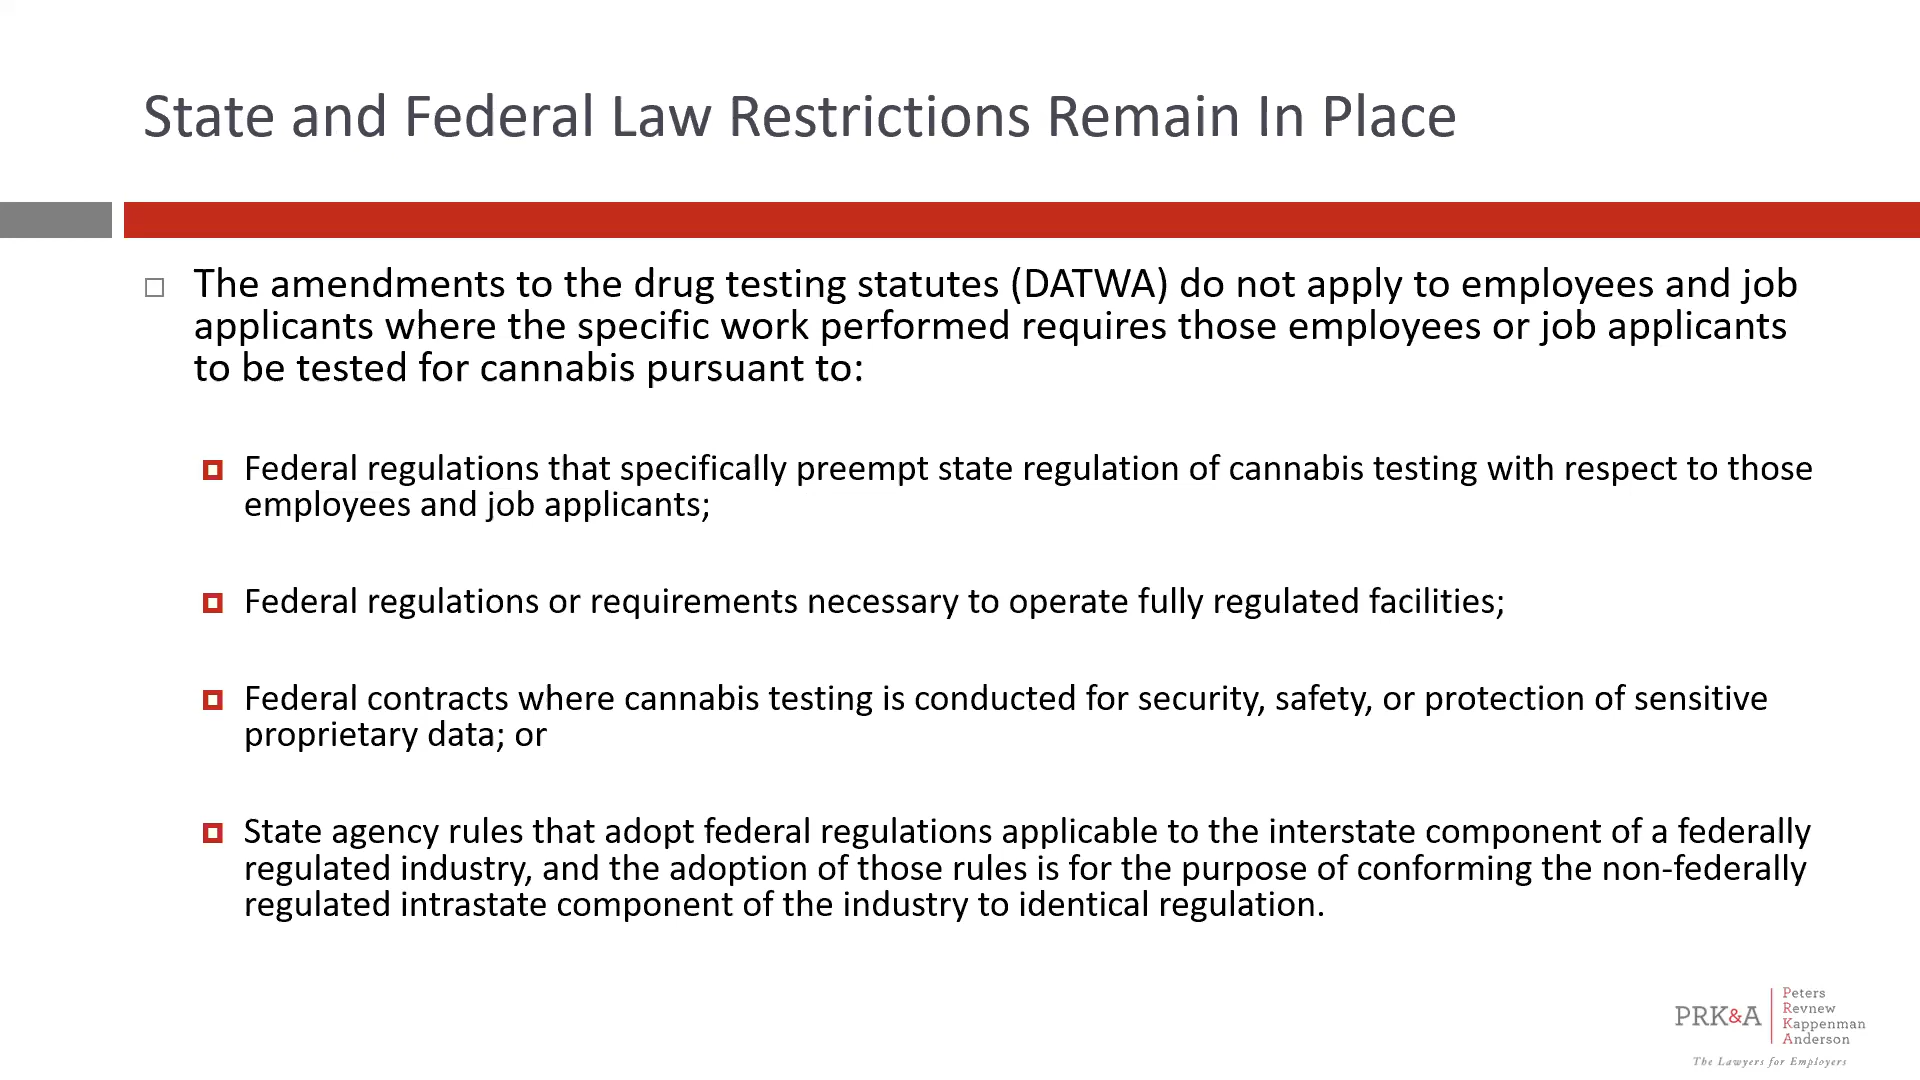 State and Federal Law Restrictions Remain In Place
The amendments to the drug testing statutes (DATWA) do not apply to employees and job
applicants where the specific work performed requires those employees or job applicants
to be tested for cannabis pursuant to:
Federal regulations that specifically preempt state regulation of cannabis testing with respect to those
employees and job applicants;
Federal regulations or requirements necessary to operate fully regulated facilities;
Federal contracts where cannabis testing is conducted for security, safety, or protection of sensitive
proprietary data; or
State agency rules that adopt federal regulations applicable to the interstate component of a federally
regulated industry, and the adoption of those rules is for the purpose of conforming the non-federally
regulated intrastate component of the industry to identical regulation.
PRK&A
Peters
Revnew
Kappenman
Anderson
The Lawyers for Employers